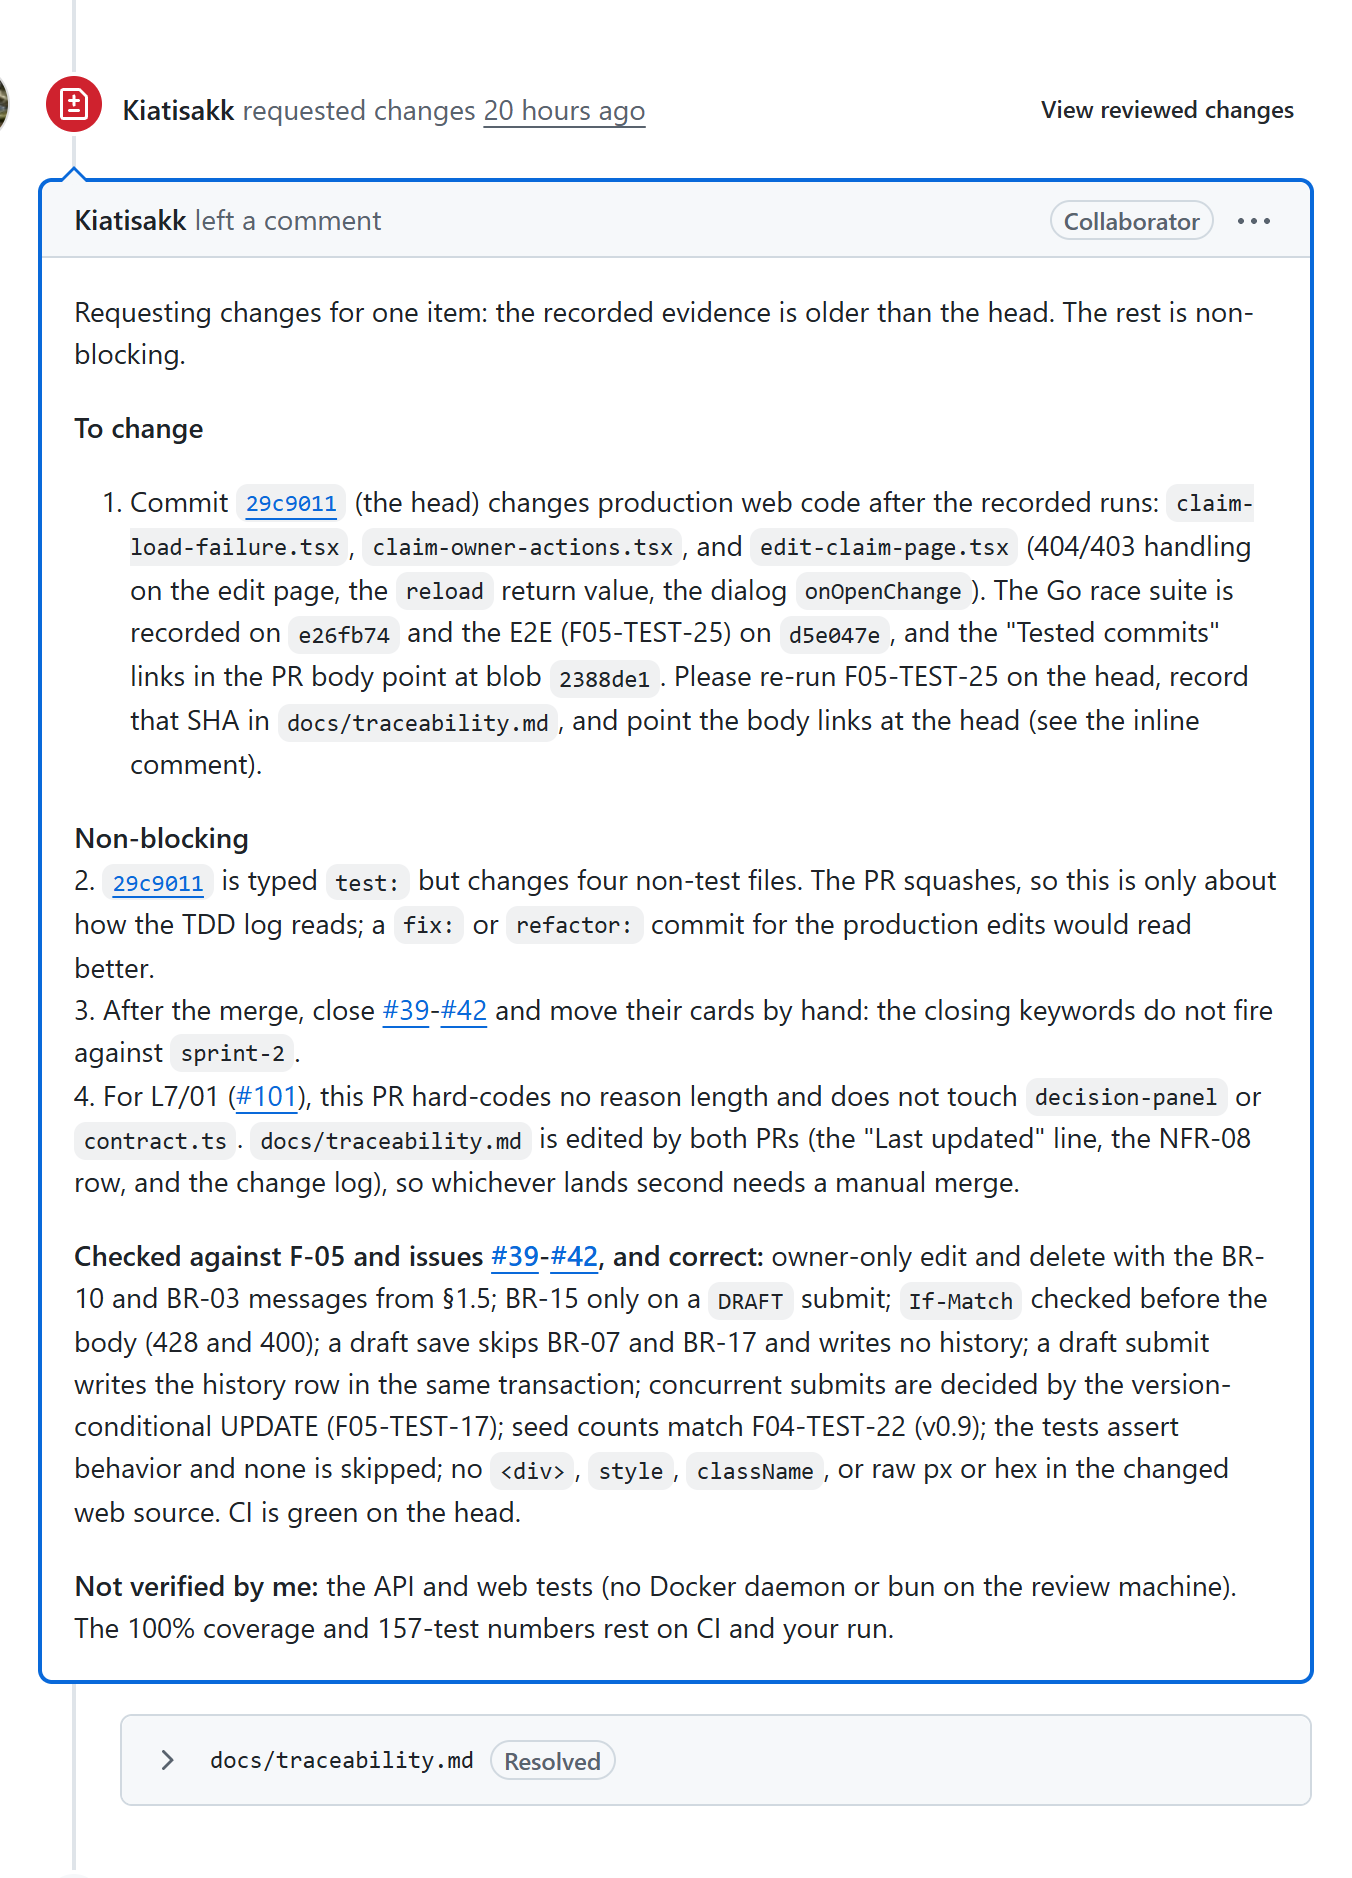 Kiatisakk requested changes 20 hours ago
View reviewed changes
Kiatisakk left a comment
Collaborator
Requesting changes for one item: the recorded evidence is older than the head. The rest is non-
blocking.
To change
1. Commit 29c9011 (the head) changes production web code after the recorded runs: claim-
load-failure.tsx, claim-owner-actions.tsx, and edit-claim-page.tsx (404/403 handling
on the edit page, the reload return value, the dialog onOpenChange). The Go race suite is
recorded on e26fb74 and the E2E (F05-TEST-25) on d5e047e, and the "Tested commits"
links in the PR body point at blob 2388de1. Please re-run F05-TEST-25 on the head, record
that SHA in docs/traceability.md, and point the body links at the head (see the inline
comment).
Non-blocking
2. 29c9011 is typed test: but changes four non-test files. The PR squashes, so this is only about
how the TDD log reads; a fix: or refactor: commit for the production edits would read
better.
3. After the merge, close #39-#42 and move their cards by hand: the closing keywords do not fire
against sprint-2.
4. For L7/01 (#101), this PR hard-codes no reason length and does not touch decision-panel or
contract.ts. docs/traceability.md is edited by both PRs (the "Last updated" line, the NFR-08
row, and the change log), so whichever lands second needs a manual merge.
Checked against F-05 and issues #39-#42, and correct: owner-only edit and delete with the BR-
10 and BR-03 messages from §1.5; BR-15 only on a DRAFT submit; If-Match checked before the
body (428 and 400); a draft save skips BR-07 and BR-17 and writes no history; a draft submit
writes the history row in the same transaction; concurrent submits are decided by the version-
conditional UPDATE (F05-TEST-17); seed counts match F04-TEST-22 (v0.9); the tests assert
behavior and none is skipped; no <div>, style, className, or raw px or hex in the changed
web source. CI is green on the head.
Not verified by me: the API and web tests (no Docker daemon or bun on the review machine).
The 100% coverage and 157-test numbers rest on CI and your run.
docs/traceability.md Resolved